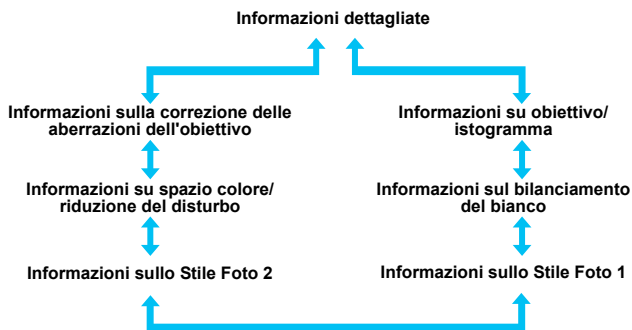 Informazioni dettagliate
Informazioni sulla correzione delle
aberrazioni dell'obiettivo
Informazioni su obiettivo/
istogramma
Informazioni su spazio colore/
riduzione del disturbo
Informazioni sul bilanciamento
del bianco
Informazioni sullo Stile Foto 2
Informazioni sullo Stile Foto 1